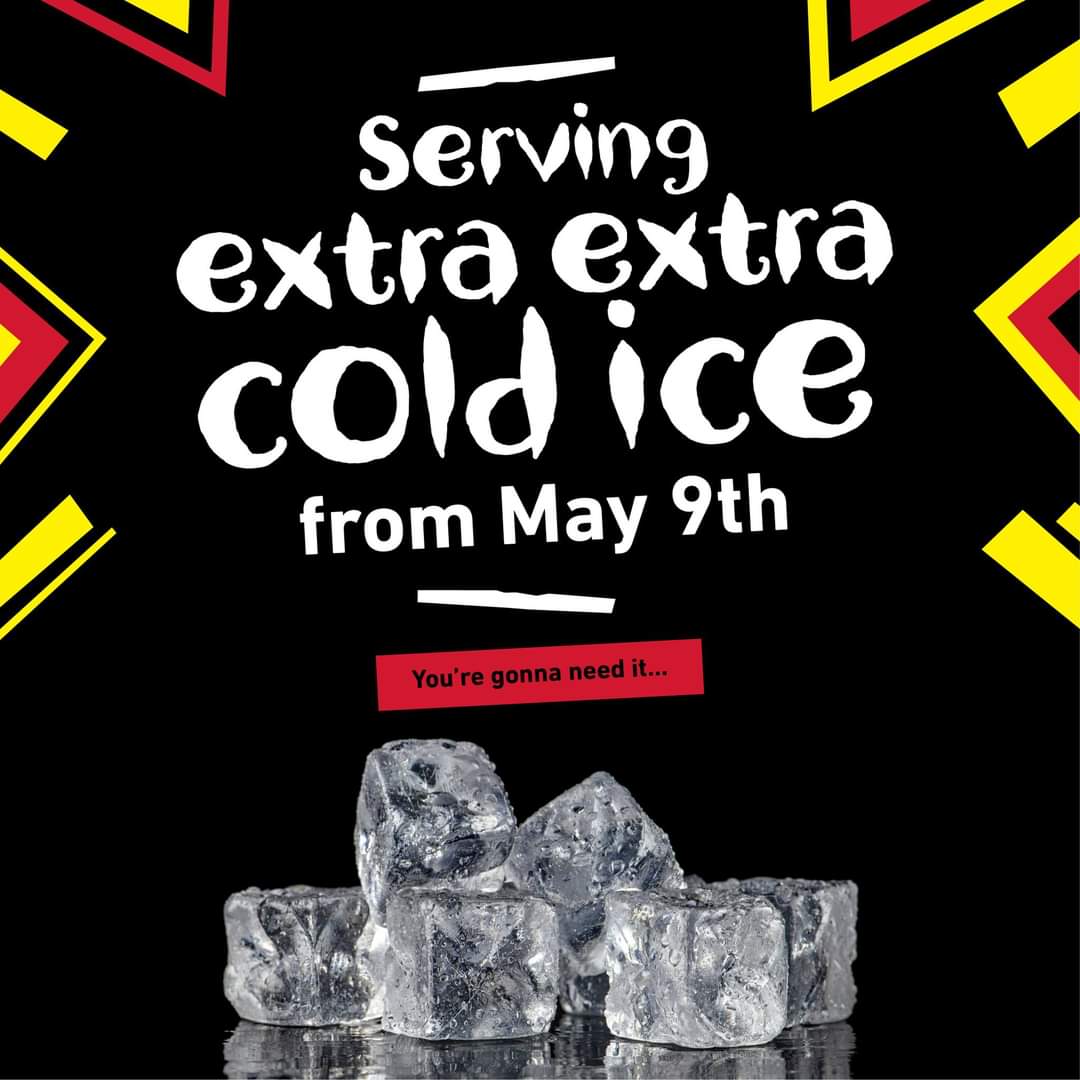 Serving
extra extra
cold ice
from May 9th
You're gonna need it...